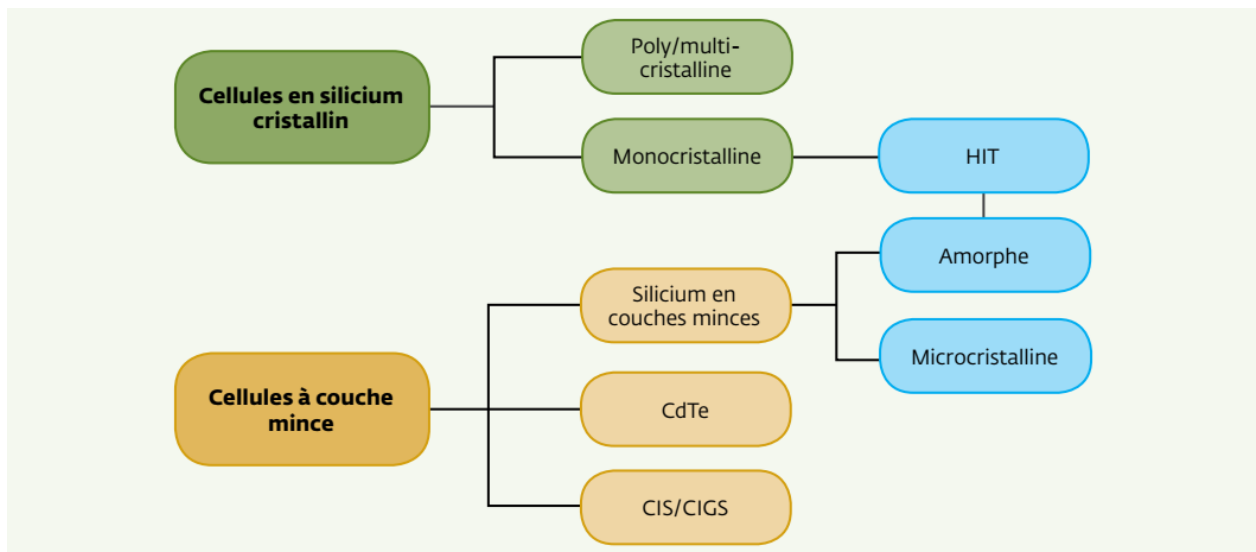 Poly/multi-
cristalline
Cellules en silicium
cristallin
Monocristalline
HIT
Amorphe
Silicium en
couches minces
Microcristalline
Cellules à couche
mince
CdTe
CIS/CIGS